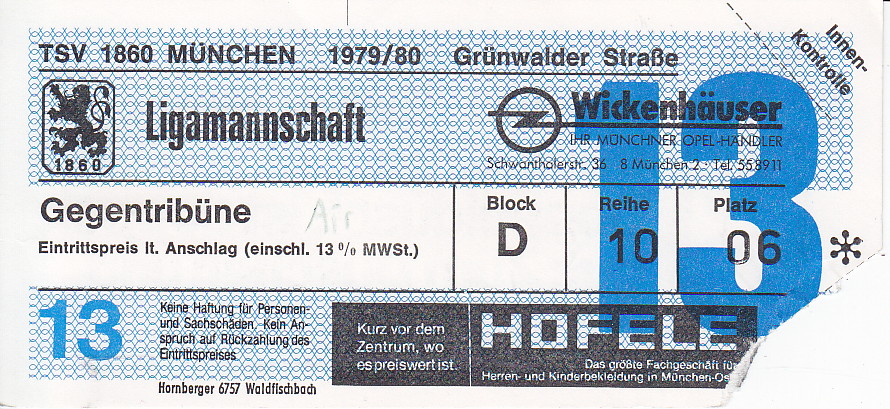 TSV 1860 MÜNCHEN 1979/80 Grünwalder Straße
Innen-
Kontrolle
1860
Ligamannschaft
Wickenhäuser
IHR MÜNCHNER OPEL-HÄNDLER
Schwanthalerstr. 36 8 München 2 Tel. 558911
13
Gegentribüne
Eintrittspreis lt. Anschlag (einschl. 13 % MWSt.)
Block
D
Reihe
10
Platz
06
13
Keine Haftung für Personen-
und Sachschäden. Kein An-
spruch auf Rückzahlung des
Eintrittspreises
Hornberger 6757 Waldfischbach
Kurz vor dem
Zentrum, wo
es preiswert ist.
HÖFELE
Das größte Fachgeschäft für
Herren- und Kinderbekleidung in München-Os